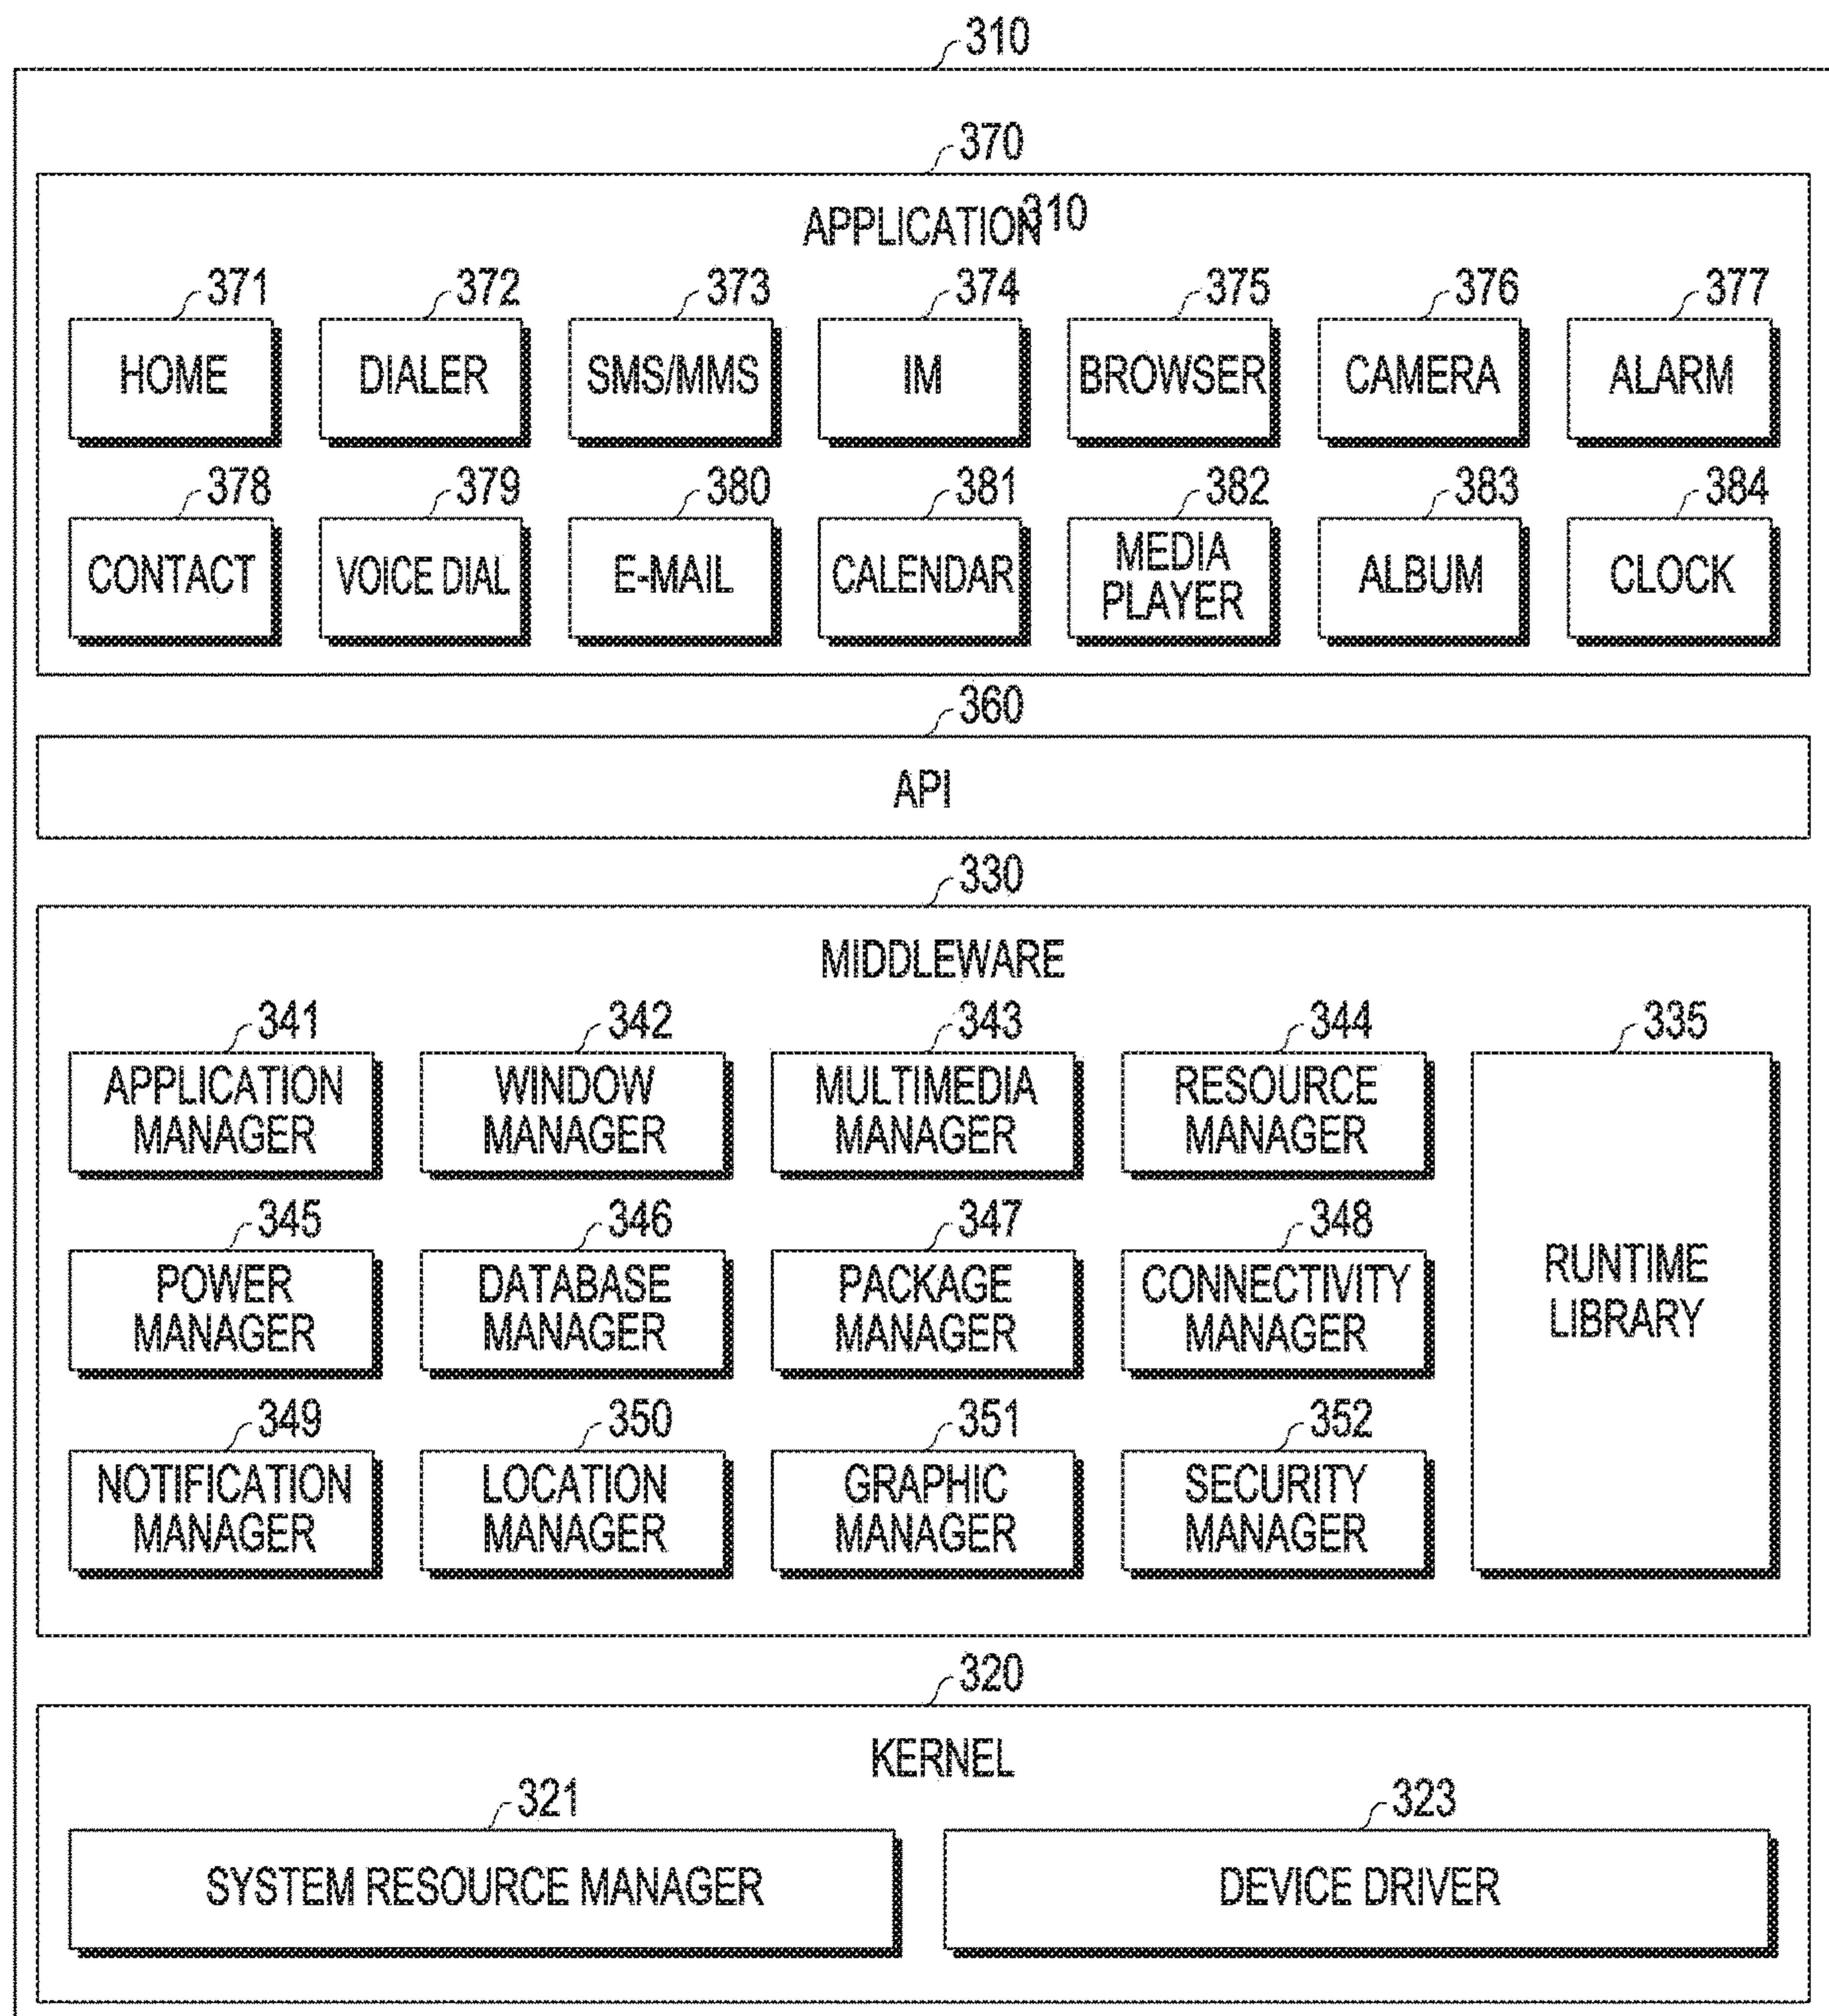 310
370
APPLICATION 310
371 372 373 374 375 376 377
HOME DIALER SMS/MMS IM BROWSER CAMERA ALARM
378 379 380 381 382 383 384
CONTACT VOICE DIAL E-MAIL CALENDAR MEDIA PLAYER ALBUM CLOCK
360
API
330
MIDDLEWARE
341 342 343 344 335
APPLICATION MANAGER WINDOW MANAGER MULTIMEDIA MANAGER RESOURCE MANAGER
345 346 347 348
POWER MANAGER DATABASE MANAGER PACKAGE MANAGER CONNECTIVITY MANAGER RUNTIME LIBRARY
349 350 351 352
NOTIFICATION MANAGER LOCATION MANAGER GRAPHIC MANAGER SECURITY MANAGER
320
KERNEL
321 323
SYSTEM RESOURCE MANAGER DEVICE DRIVER